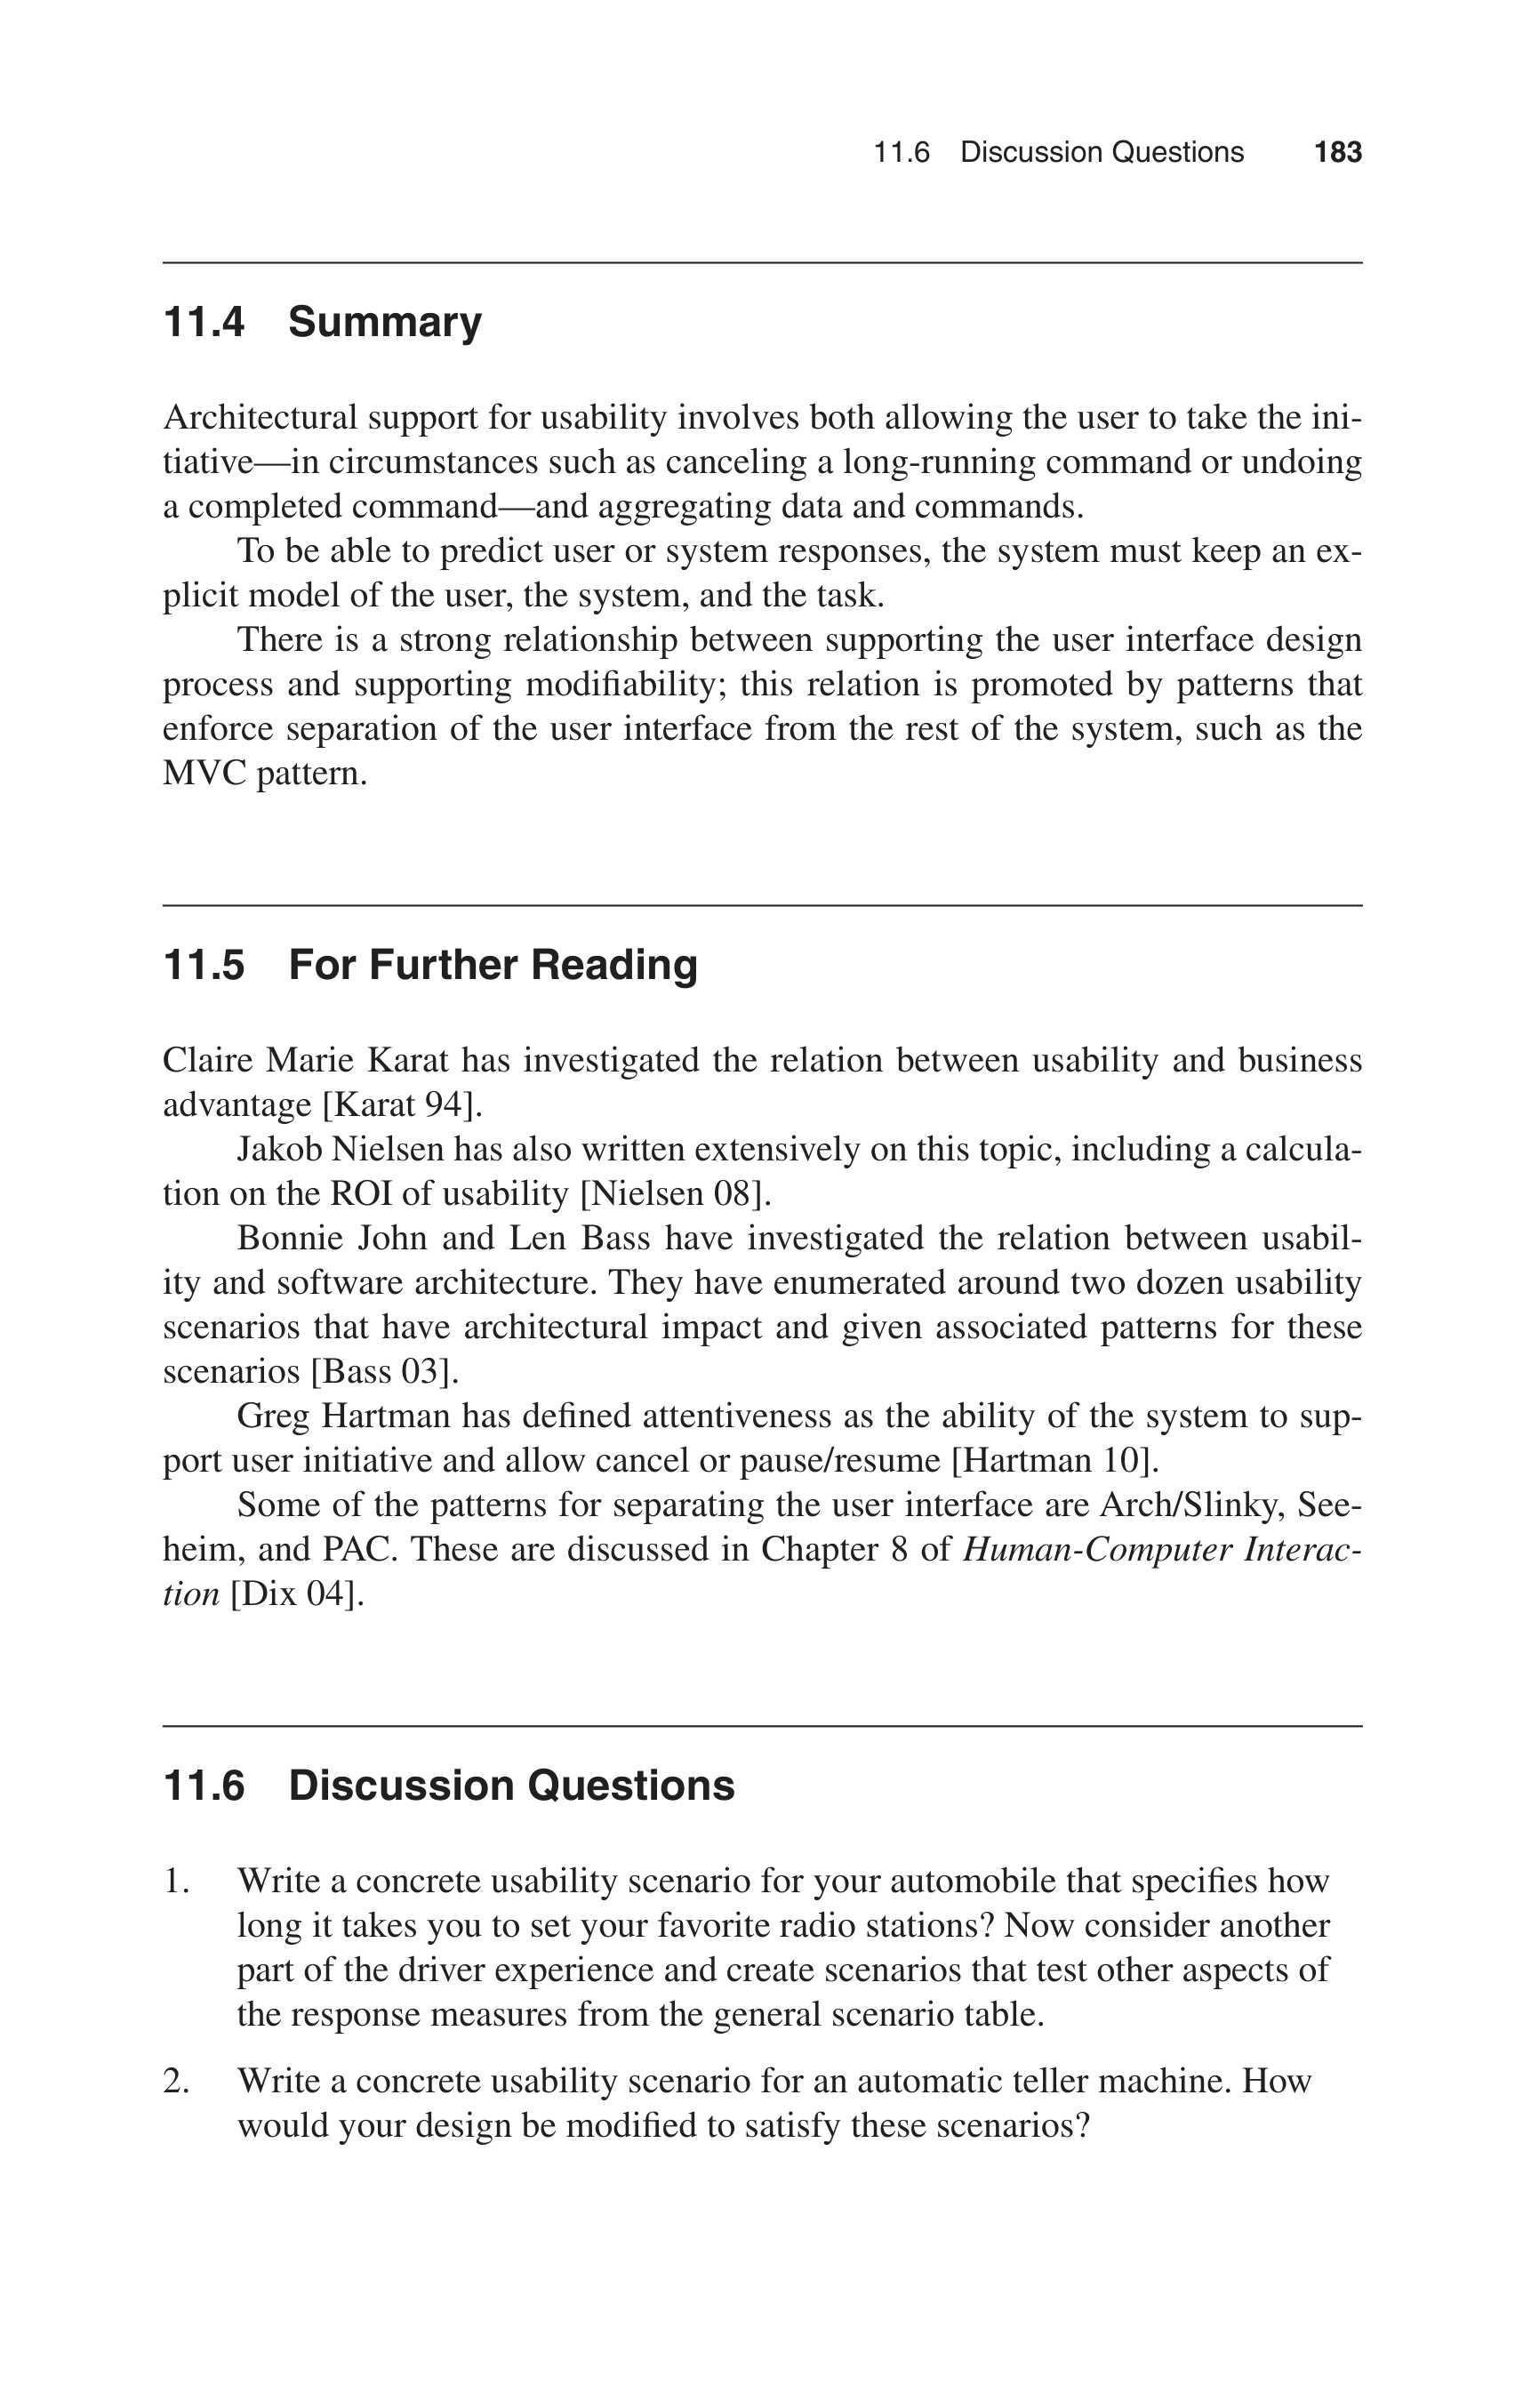 11.6 Discussion Questions 183
11.4 Summary
Architectural support for usability involves both allowing the user to take the ini-
tiative—in circumstances such as canceling a long-running command or undoing
a completed command—and aggregating data and commands.
To be able to predict user or system responses, the system must keep an ex-
plicit model of the user, the system, and the task.
There is a strong relationship between supporting the user interface design
process and supporting modifiability; this relation is promoted by patterns that
enforce separation of the user interface from the rest of the system, such as the
MVC pattern.
11.5 For Further Reading
Claire Marie Karat has investigated the relation between usability and business
advantage [Karat 94].
Jakob Nielsen has also written extensively on this topic, including a calcula-
tion on the ROI of usability [Nielsen 08].
Bonnie John and Len Bass have investigated the relation between usabil-
ity and software architecture. They have enumerated around two dozen usability
scenarios that have architectural impact and given associated patterns for these
scenarios [Bass 03].
Greg Hartman has defined attentiveness as the ability of the system to sup-
port user initiative and allow cancel or pause/resume [Hartman 10].
Some of the patterns for separating the user interface are Arch/Slinky, See-
heim, and PAC. These are discussed in Chapter 8 of Human-Computer Interac-
tion [Dix 04].
11.6 Discussion Questions
1. Write a concrete usability scenario for your automobile that specifies how
long it takes you to set your favorite radio stations? Now consider another
part of the driver experience and create scenarios that test other aspects of
the response measures from the general scenario table.
2. Write a concrete usability scenario for an automatic teller machine. How
would your design be modified to satisfy these scenarios?